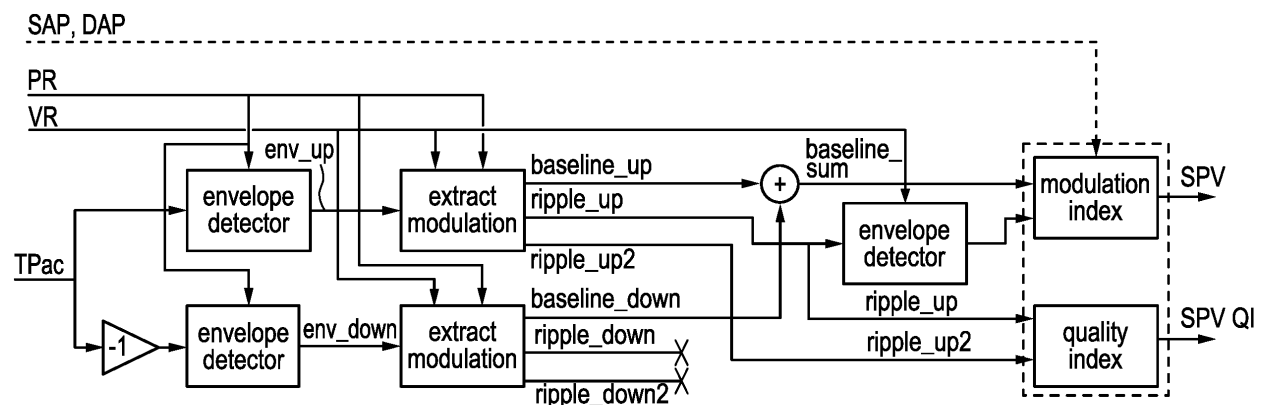 SAP, DAP
PR
VR
env_up
baseline_up
baseline_
sum
envelope
detector
extract
modulation
ripple_up
+
modulation
index
SPV
envelope
detector
TPac
ripple_up2
baseline_down
ripple_up
-1
envelope
detector
env_down
extract
modulation
ripple_down
ripple_up2
quality
index
SPV QI
ripple_down2